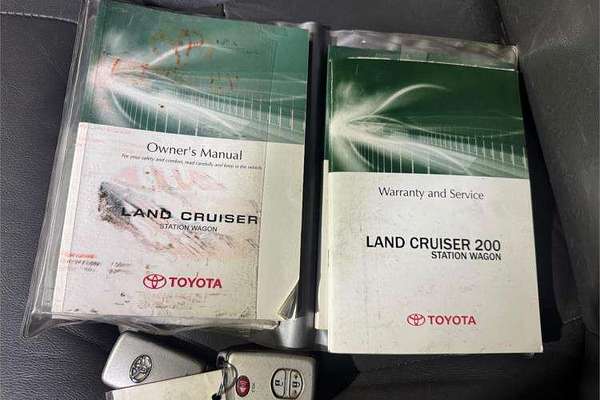 Owner's Manual
For your safety and comfort, read carefully and keep in the vehicle.
LAND CRUISER
STATION WAGON
TOYOTA
Warranty and Service
LAND CRUISER 200
STATION WAGON
TOYOTA